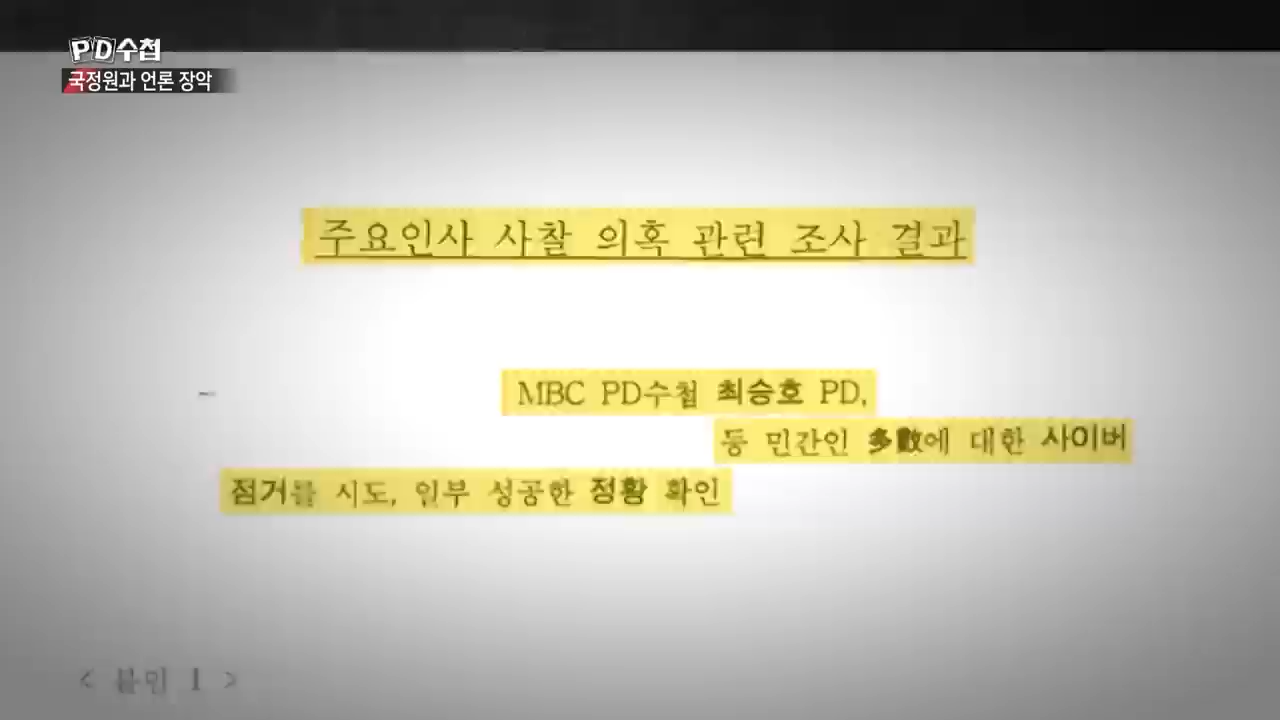 PD수첩
국정원과 언론 장악
주요인사 사찰 의혹 관련 조사 결과
MBC PD수첩 최승호 PD,
등 민간인 多數에 대한 사이버
점거를 시도, 일부 성공한 정황 확인
< 붙임 1 >